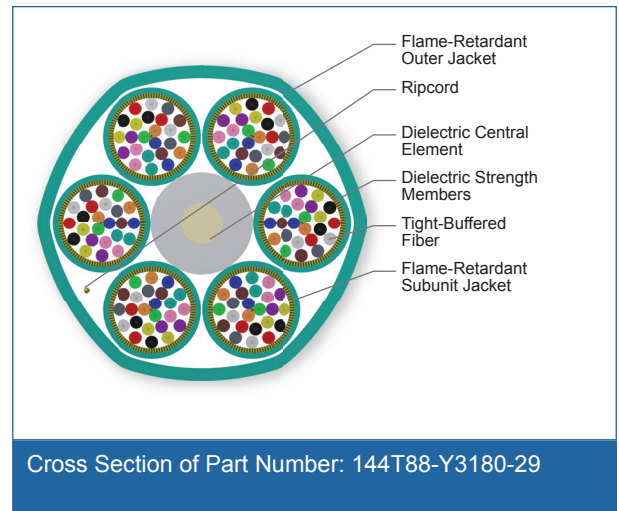 Flame-Retardant
Outer Jacket
Ripcord
Dielectric Central
Element
Dielectric Strength
Members
Tight-Buffered
Fiber
Flame-Retardant
Subunit Jacket
Cross Section of Part Number: 144T88-Y3180-29